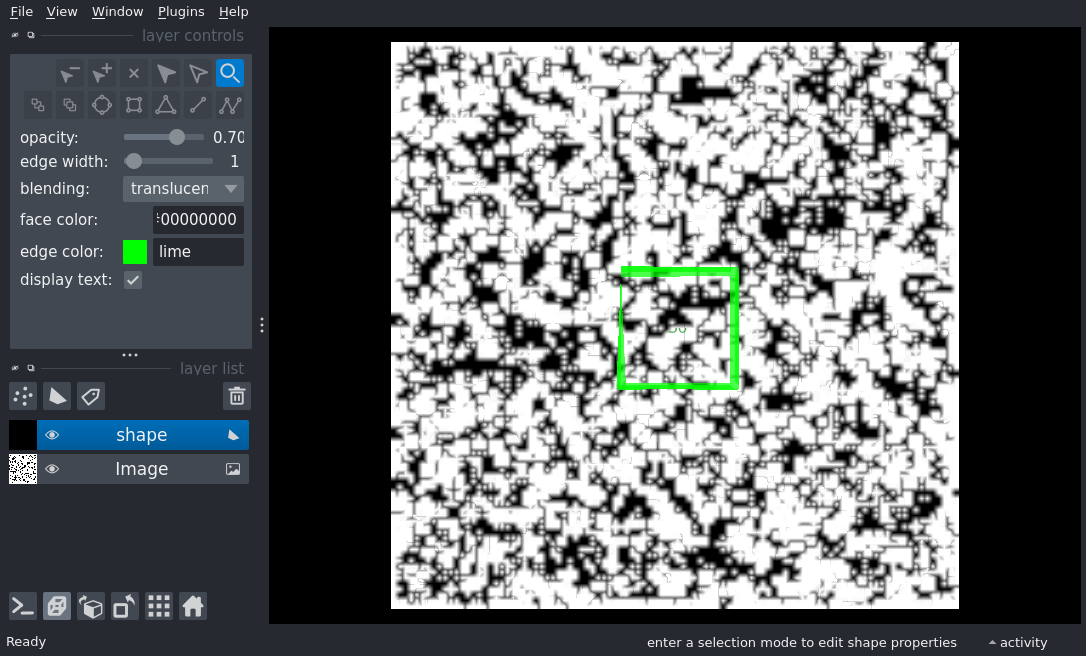 File View Window Plugins Help
layer controls
opacity: 0.70
edge width: 1
blending: translucen
face color: 00000000
edge color: lime
display text:
layer list
shape
Image
Ready
enter a selection mode to edit shape properties
activity